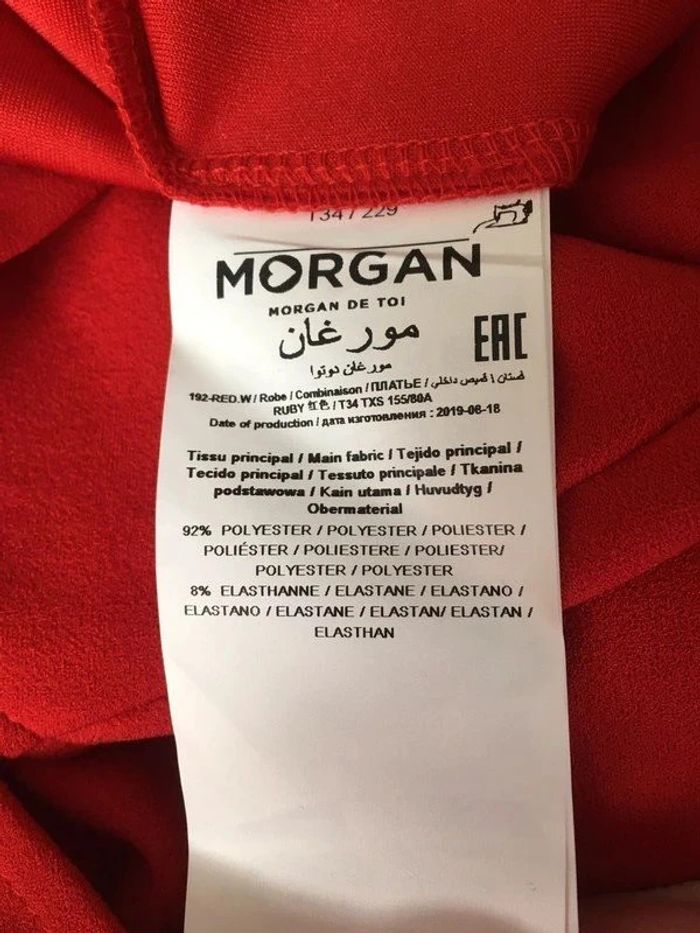 T34 / 229
MORGAN
MORGAN DE TOI
مورغان
EAC
مورغان دوتوا
192-RED.W / Robe / Combinaison / ПЛАТЬЕ / فستان \ قميص داخلي
RUBY 红色 / T34 TXS 155/80A
Date of production / дата изготовления : 2019-06-18
Tissu principal / Main fabric / Tejido principal /
Tecido principal / Tessuto principale / Tkanina
podstawowa / Kain utama / Huvudtyg /
Obermaterial
92% POLYESTER / POLYESTER / POLIESTER /
POLIÉSTER / POLIESTERE / POLIESTER/
POLYESTER / POLYESTER
8% ELASTHANNE / ELASTANE / ELASTANO /
ELASTANO / ELASTANE / ELASTAN/ ELASTAN /
ELASTHAN